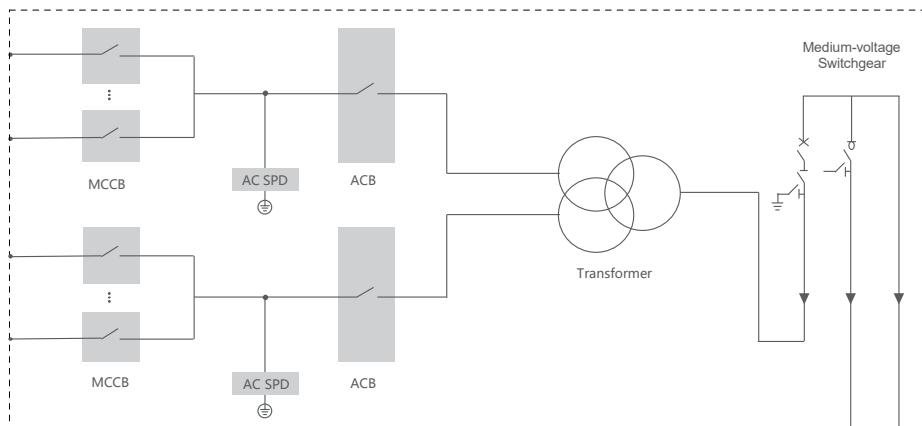 Medium-voltage
Switchgear
MCCB
AC SPD
ACB
Transformer
MCCB
AC SPD
ACB